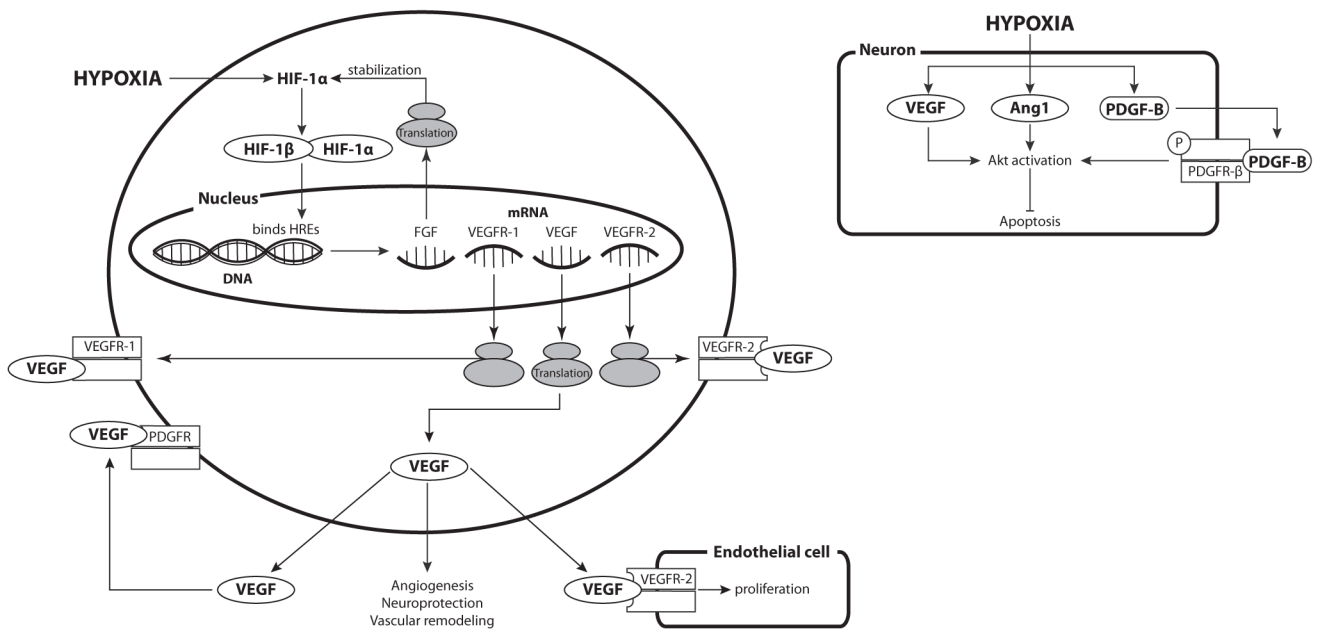 HYPOXIA
HIF-1α
stabilization
Translation
HIF-1β
HIF-1α
Nucleus
binds HREs
DNA
mRNA
FGF
VEGFR-1
VEGF
VEGFR-2
VEGFR-1
VEGF
Translation
VEGFR-2
VEGF
VEGF
PDGFR
VEGF
VEGF
Angiogenesis
Neuroprotection
Vascular remodeling
VEGF
Endothelial cell
VEGFR-2
proliferation
HYPOXIA
Neuron
VEGF
Ang1
PDGF-B
P
Akt activation
PDGFR-β
PDGF-B
Apoptosis